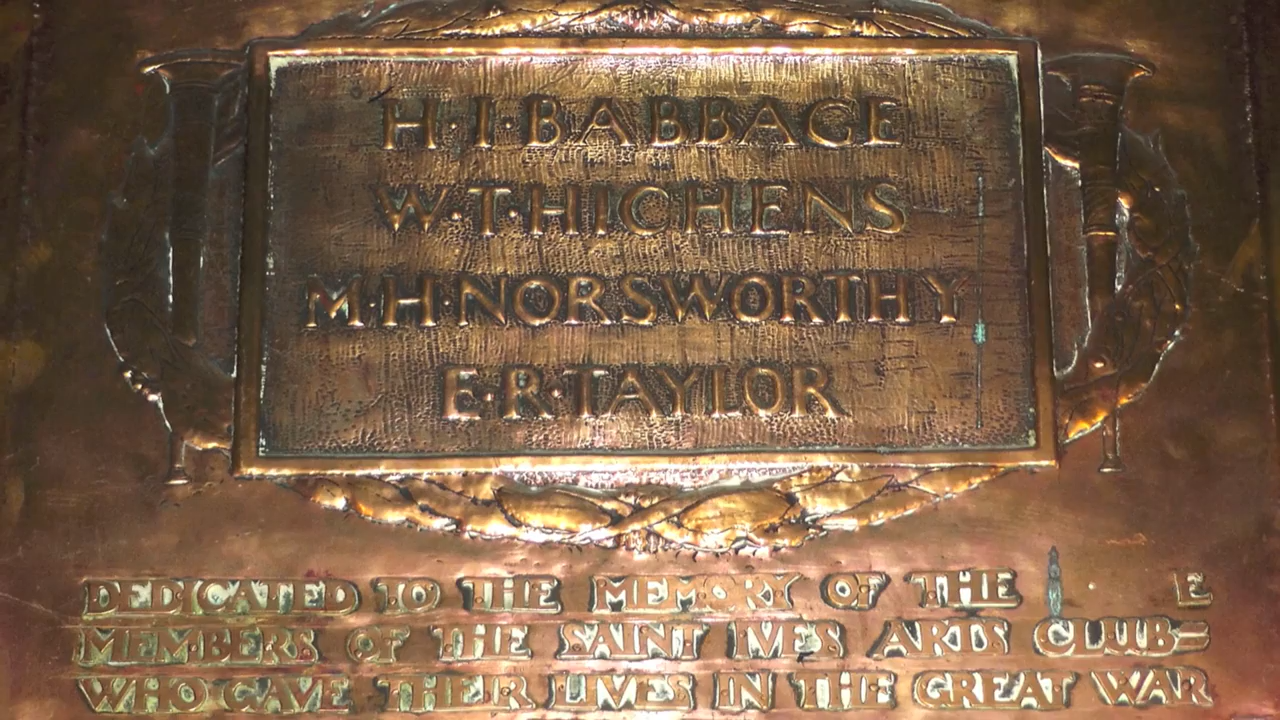 H·I·BABBAGE
W·T·HICHENS
M·H·NORSWORTHY
E·R·TAYLOR
DEDICATED TO THE MEMORY OF THE
MEMBERS OF THE SAINT IVES ARTS CLUB=
WHO GAVE THEIR LIVES IN THE GREAT WAR